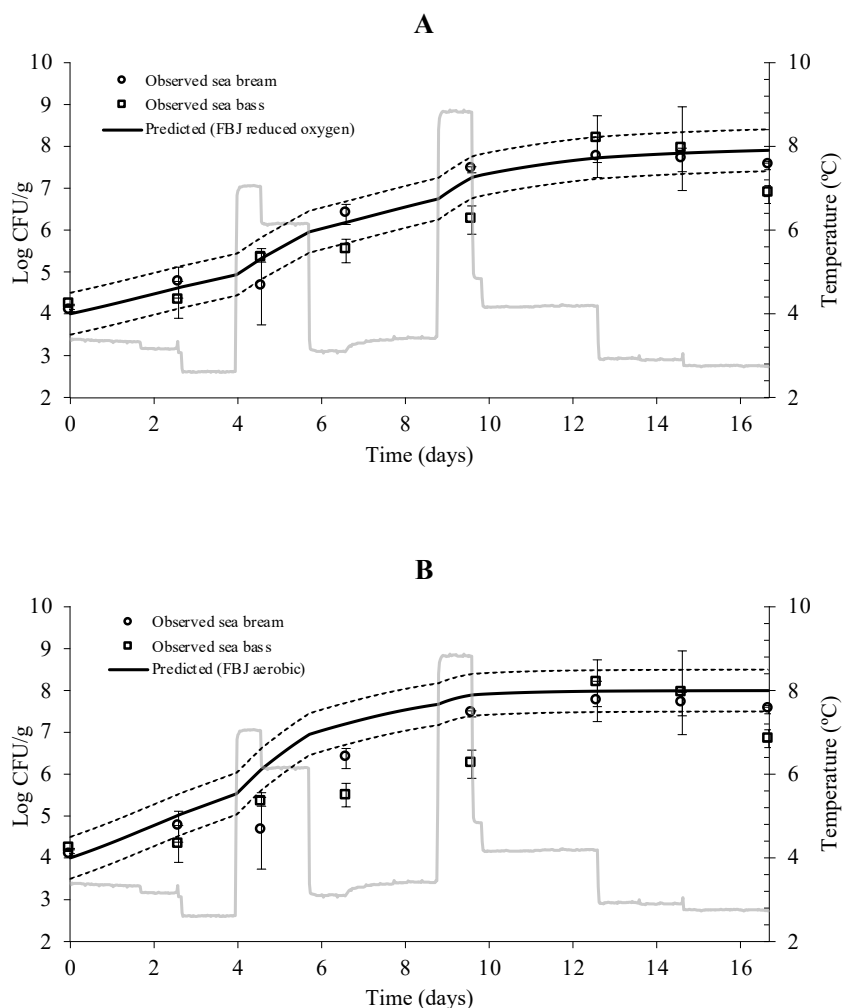 A
10
9
8
7
6
5
4
3
2
Log CFU/g
Observed sea bream
Observed sea bass
Predicted (FBJ reduced oxygen)
10
8
6
4
2
Temperature (ºC)
0 2 4 6 8 10 12 14 16
Time (days)
B
10
9
8
7
6
5
4
3
2
Log CFU/g
Observed sea bream
Observed sea bass
Predicted (FBJ aerobic)
10
8
6
4
2
Temperature (ºC)
0 2 4 6 8 10 12 14 16
Time (days)